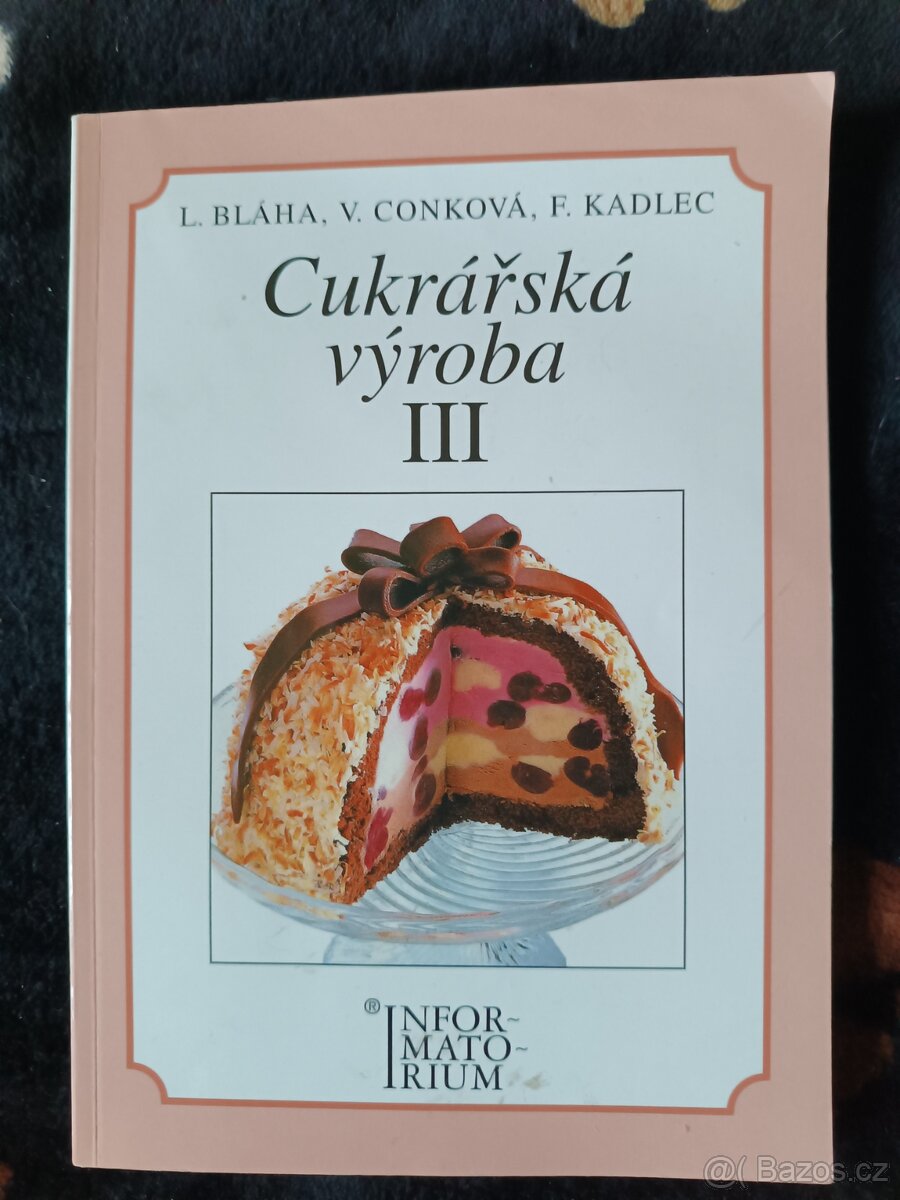 L. BLÁHA, V. CONKOVÁ, F. KADLEC
Cukrářská
výroba
III
® INFOR~
MATO~
RIUM
@( Bazos.cz